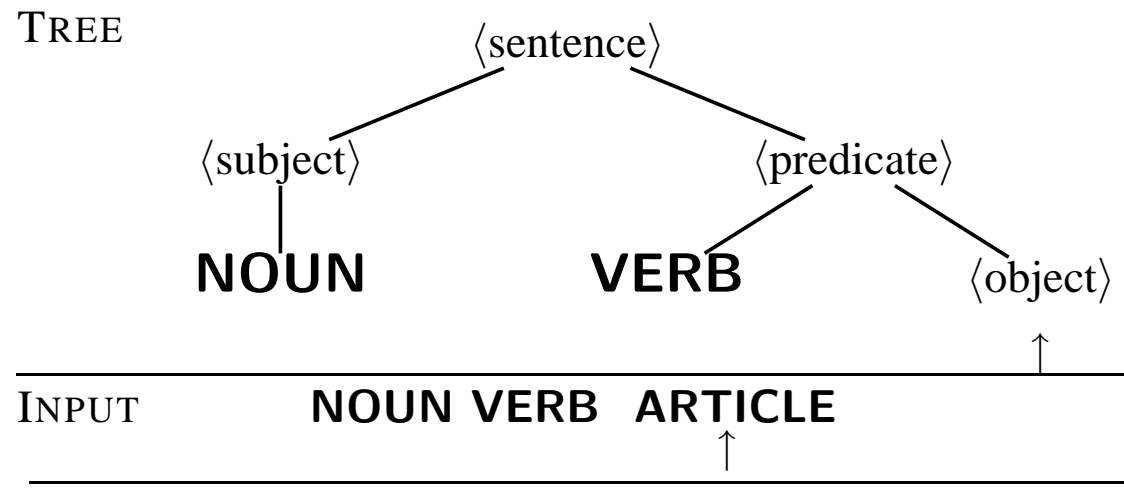 TREE
⟨sentence⟩
⟨subject⟩ ⟨predicate⟩
NOUN VERB ⟨object⟩
↑
INPUT NOUN VERB ARTICLE
↑